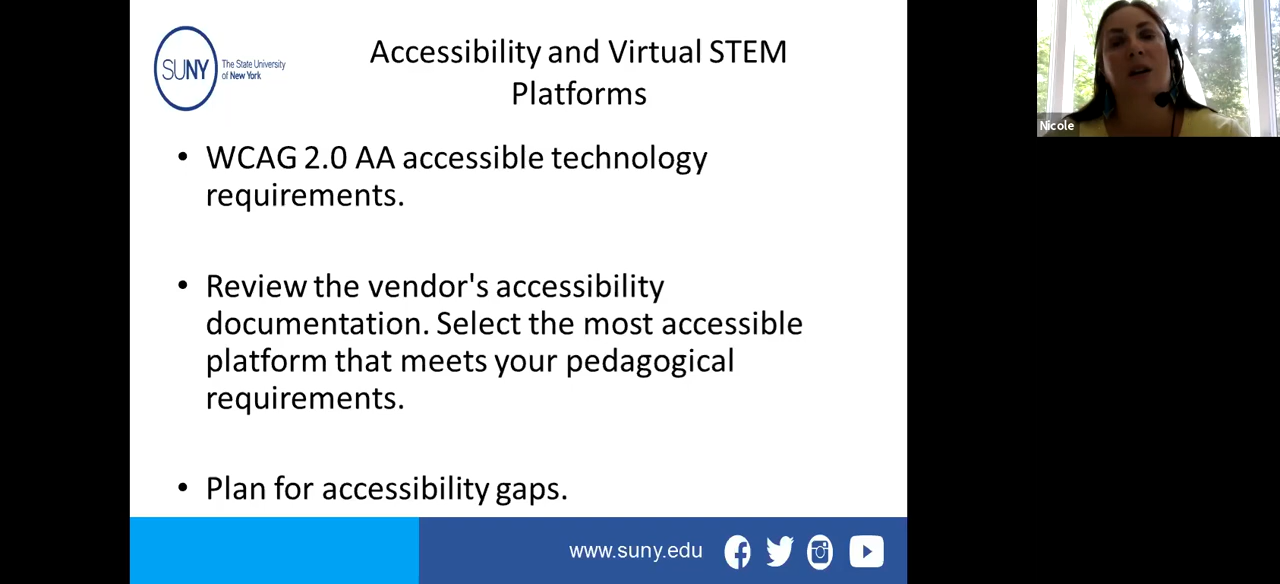 SUNY
The State University
of New York
Accessibility and Virtual STEM
Platforms
Nicole
• WCAG 2.0 AA accessible technology
requirements.
• Review the vendor's accessibility
documentation. Select the most accessible
platform that meets your pedagogical
requirements.
• Plan for accessibility gaps.
www.suny.edu